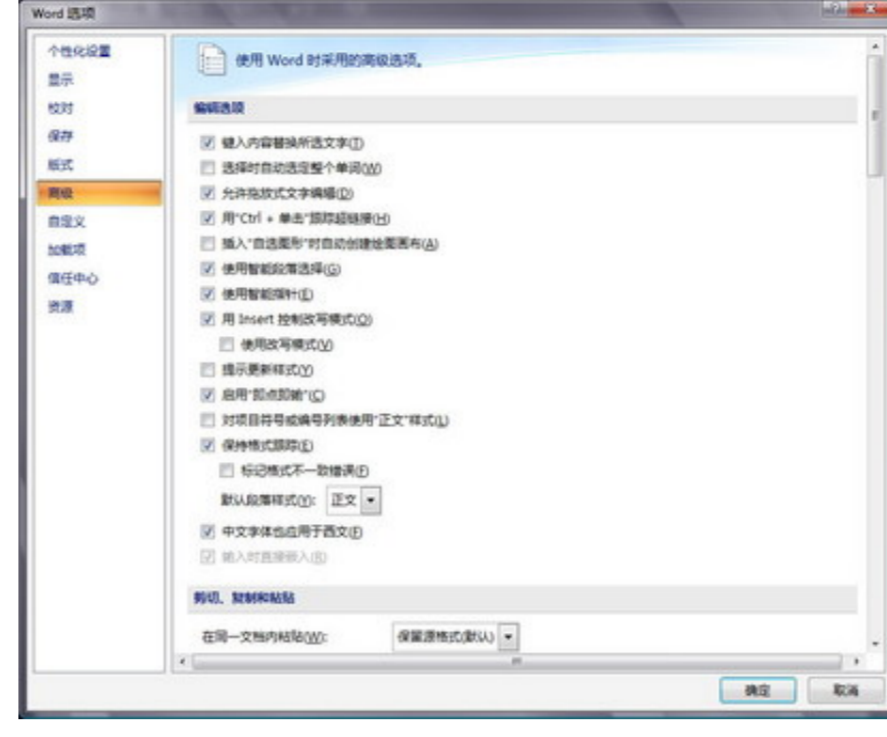 Word 选项
个性化设置
显示
校对
保存
版式
高级
自定义
加载项
信任中心
资源
使用 Word 时采用的高级选项。
编辑选项
键入内容替换所选文字(T)
选择时自动选定整个单词(W)
允许拖放式文字编辑(D)
用"Ctrl + 单击"跟踪超链接(H)
插入"自选图形"时自动创建绘图画布(A)
使用智能段落选择(G)
使用智能指针(E)
用 Insert 控制改写模式(O)
使用改写模式(V)
提示更新样式(Y)
启用"即点即输"(C)
对项目符号或编号列表使用"正文"样式(L)
保持格式跟踪(E)
标记格式不一致错误(F)
默认段落样式(Y): 正文
中文字体也应用于西文(F)
输入时直接嵌入(R)
剪切、复制和粘贴
在同一文档内粘贴(W): 保留源格式(默认)
确定 取消